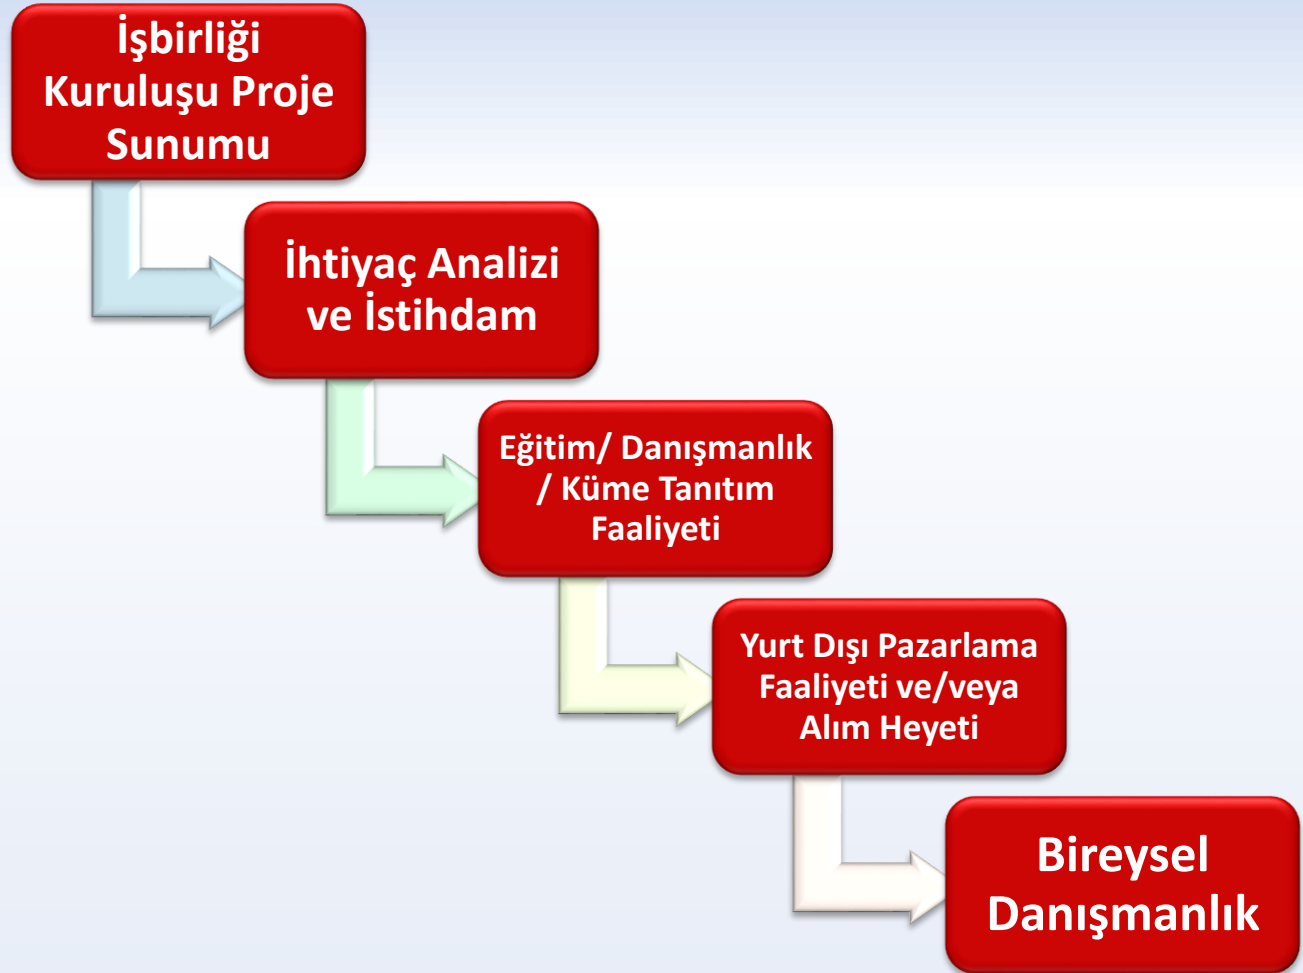 İşbirliği
Kuruluşu Proje
Sunumu
İhtiyaç Analizi
ve İstihdam
Eğitim/ Danışmanlık
/ Küme Tanıtım
Faaliyeti
Yurt Dışı Pazarlama
Faaliyeti ve/veya
Alım Heyeti
Bireysel
Danışmanlık